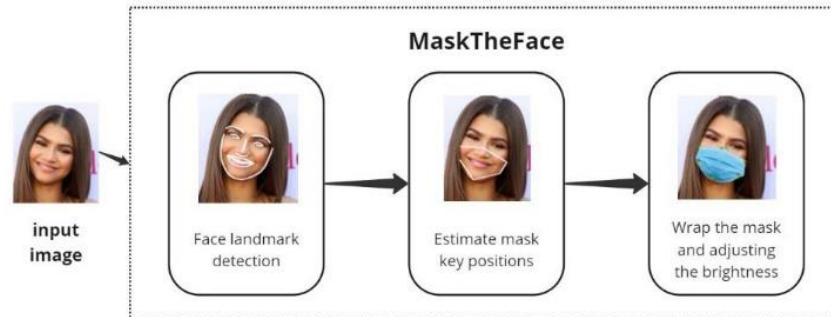 MaskTheFace
input
image
Face landmark
detection
Estimate mask
key positions
Wrap the mask
and adjusting
the brightness